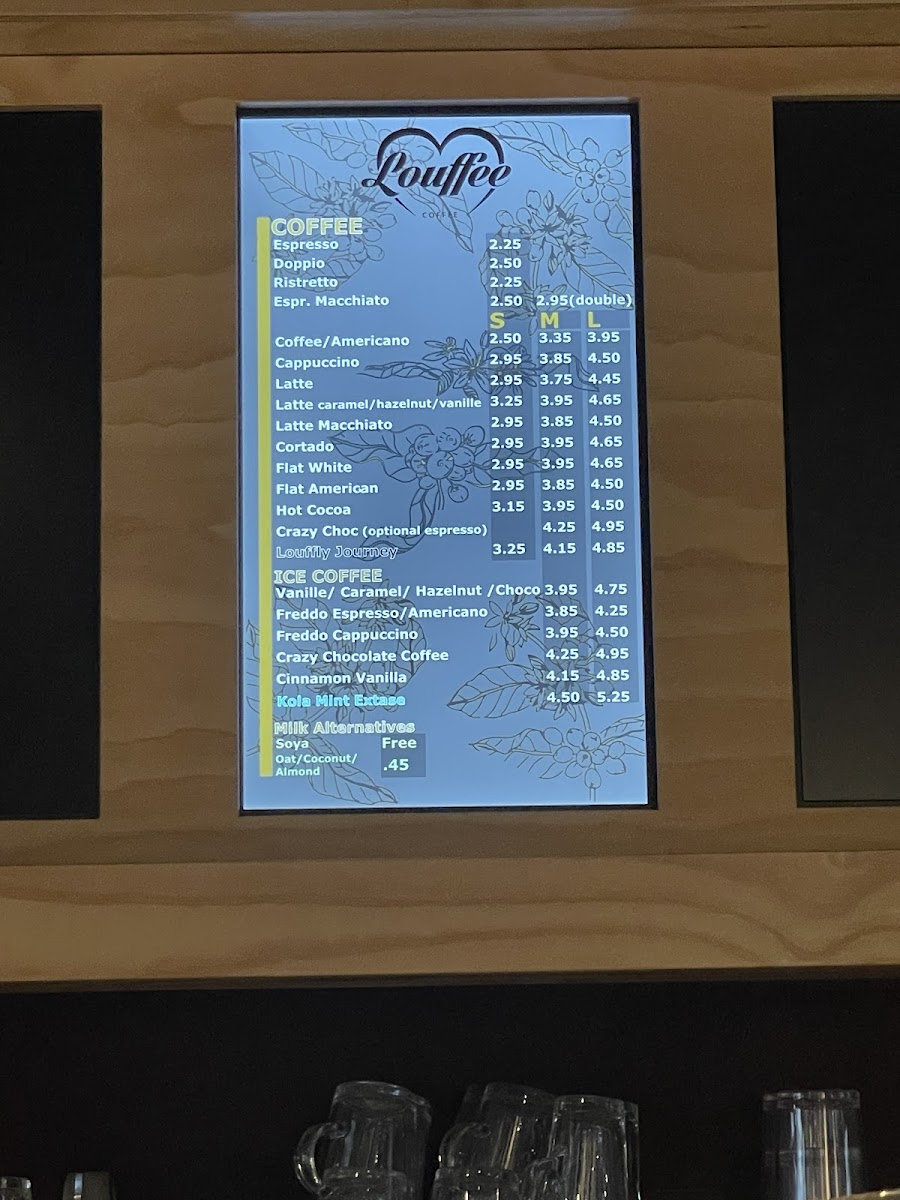 Louffee
COFFEE
COFFEE
Espresso 2.25
Doppio 2.50
Ristretto 2.25
Espr. Macchiato 2.50 2.95(double)
S M L
Coffee/Americano 2.50 3.35 3.95
Cappuccino 2.95 3.85 4.50
Latte 2.95 3.75 4.45
Latte caramel/hazelnut/vanille 3.25 3.95 4.65
Latte Macchiato 2.95 3.85 4.50
Cortado 2.95 3.95 4.65
Flat White 2.95 3.95 4.65
Flat American 2.95 3.85 4.50
Hot Cocoa 3.15 3.95 4.50
Crazy Choc (optional espresso) 4.25 4.95
Louffly Journey 3.25 4.15 4.85
ICE COFFEE
Vanille/ Caramel/ Hazelnut /Choco 3.95 4.75
Freddo Espresso/Americano 3.85 4.25
Freddo Cappuccino 3.95 4.50
Crazy Chocolate Coffee 4.25 4.95
Cinnamon Vanilla 4.15 4.85
Kola Mint Extase 4.50 5.25
Milk Alternatives
Soya Free
Oat/Coconut/
Almond .45